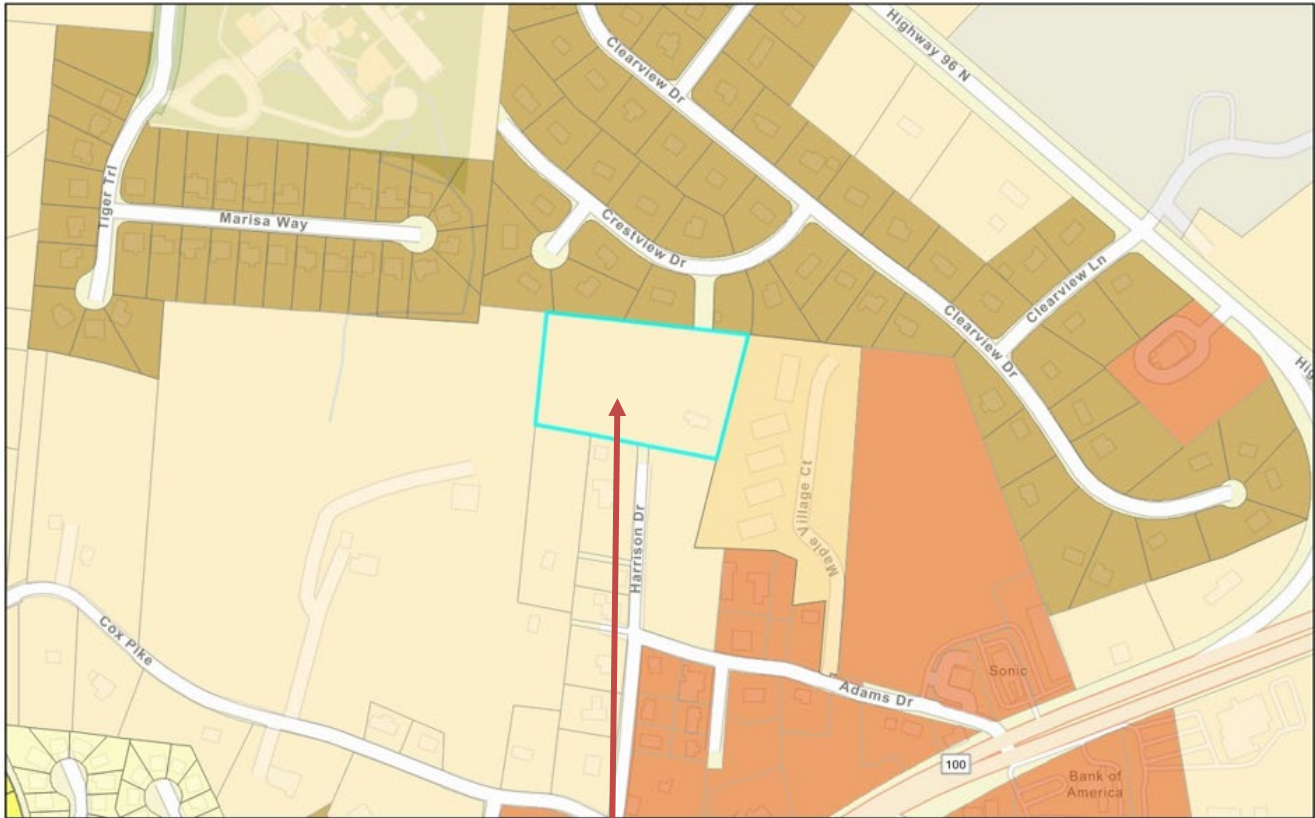 Highway 96 N
Clearview Dr
Tiger Trl
Marisa Way
Crestview Dr
Clearview Ln
Clearview Dr
Maple Village Ct
Harrison Dr
Cox Pike
Sonic
Adams Dr
100
Bank of
America